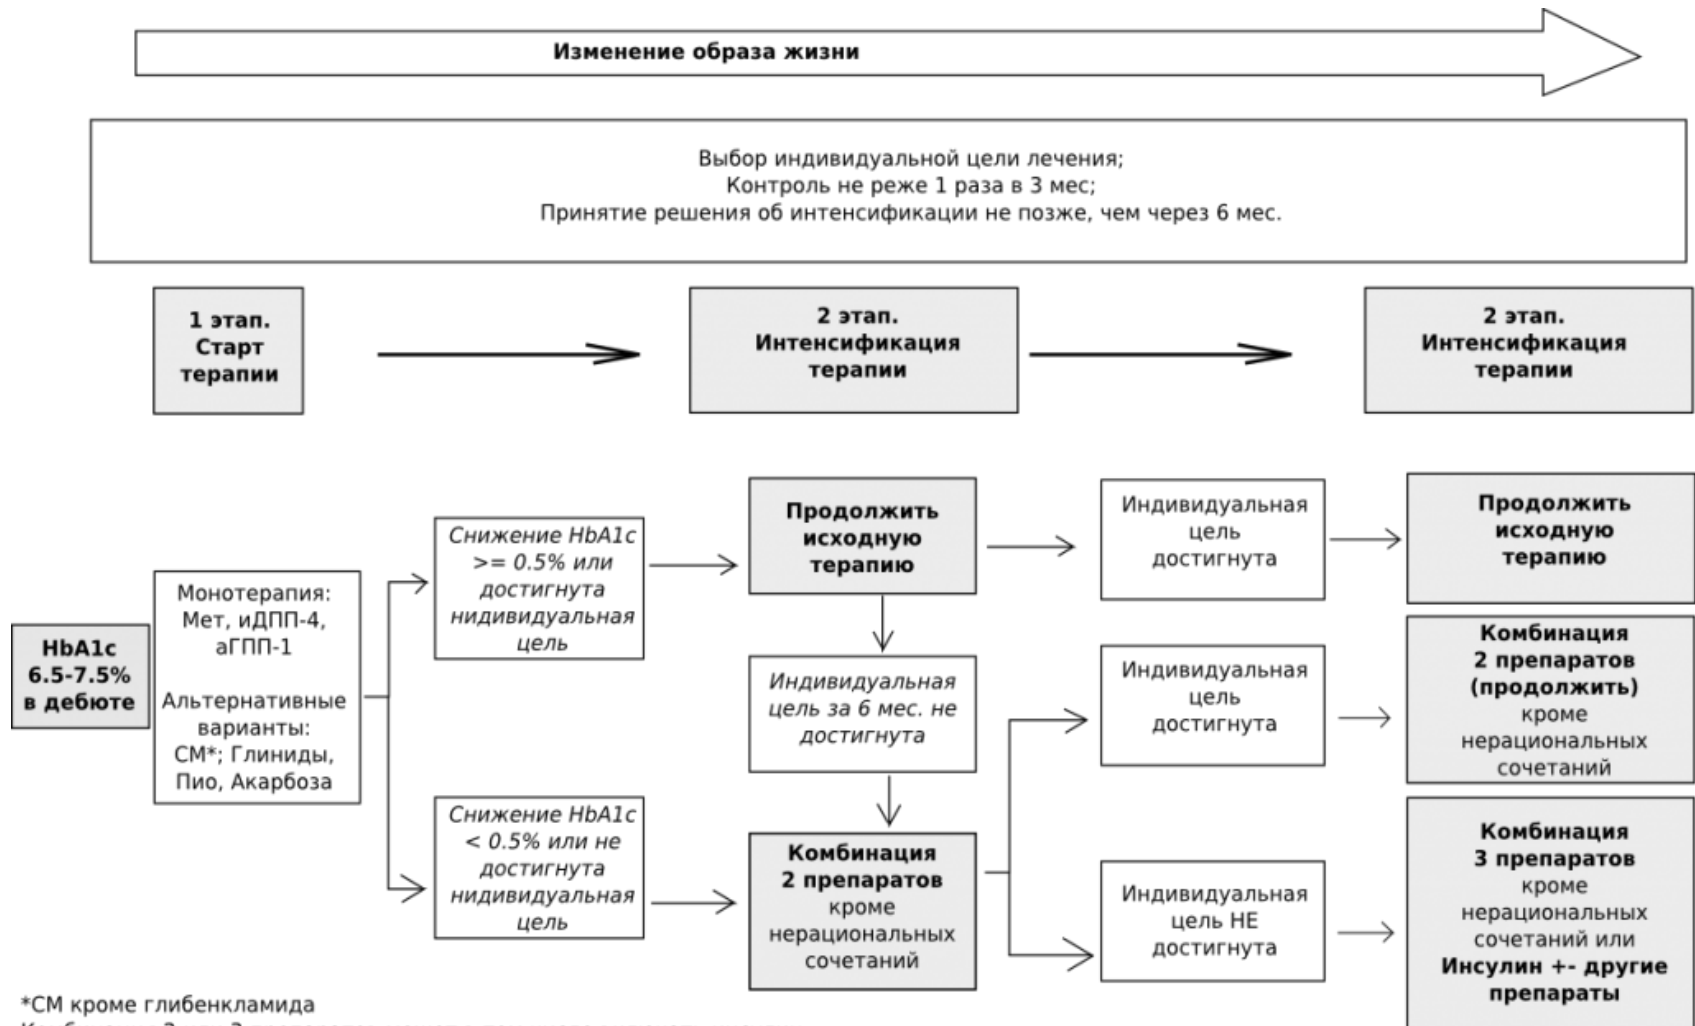 Изменение образа жизни
Выбор индивидуальной цели лечения;
Контроль не реже 1 раза в 3 мес;
Принятие решения об интенсификации не позже, чем через 6 мес.
1 этап.
Старт
терапии
2 этап.
Интенсификация
терапии
2 этап.
Интенсификация
терапии
HbA1c
6.5-7.5%
в дебюте
Монотерапия:
Мет, иДПП-4,
аГПП-1
Альтернативные
варианты:
СМ*; Глиниды,
Пио, Акарбоза
Снижение HbA1c
>= 0.5% или
достигнута
нидивидуальная
цель
Снижение HbA1c
< 0.5% или не
достигнута
нидивидуальная
цель
Продолжить
исходную
терапию
Индивидуальная
цель за 6 мес. не
достигнута
Комбинация
2 препаратов
кроме
нерациональных
сочетаний
Индивидуальная
цель
достигнута
Индивидуальная
цель
достигнута
Индивидуальная
цель НЕ
достигнута
Продолжить
исходную
терапию
Комбинация
2 препаратов
(продолжить)
кроме
нерациональных
сочетаний
Комбинация
3 препаратов
кроме
нерациональных
сочетаний или
Инсулин +- другие
препараты
*СМ кроме глибенкламида